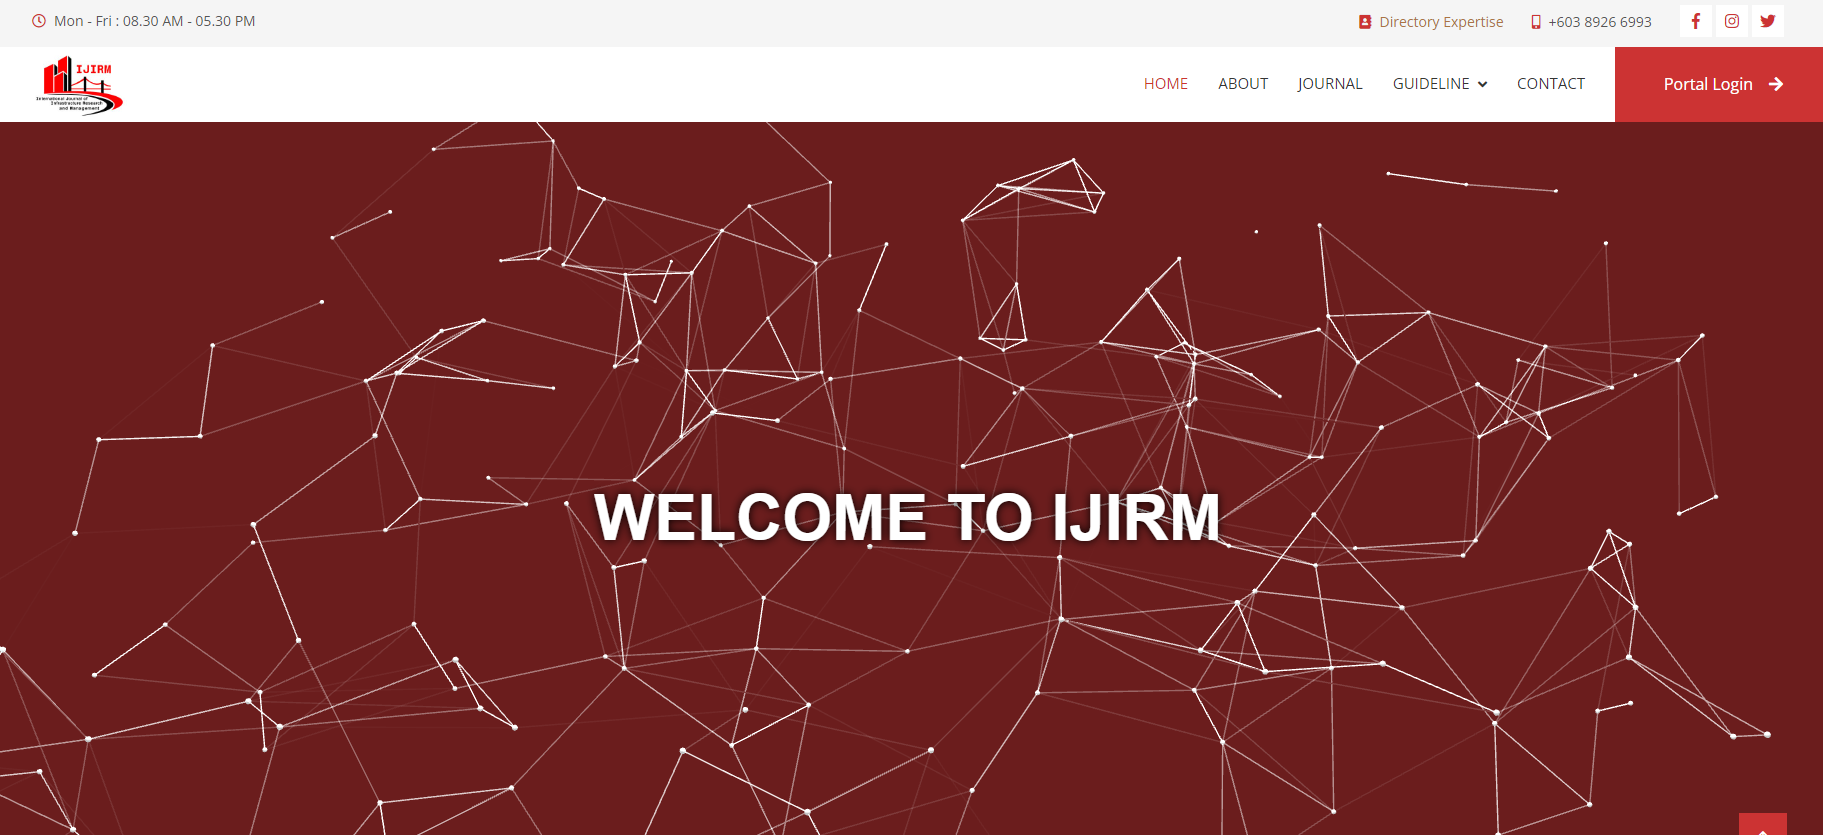 Mon - Fri : 08.30 AM - 05.30 PM
Directory Expertise
+603 8926 6993
IJIRM
International Journal of
Infrastructure Research
and Management
HOME
ABOUT
JOURNAL
GUIDELINE
CONTACT
Portal Login
WELCOME TO IJIRM